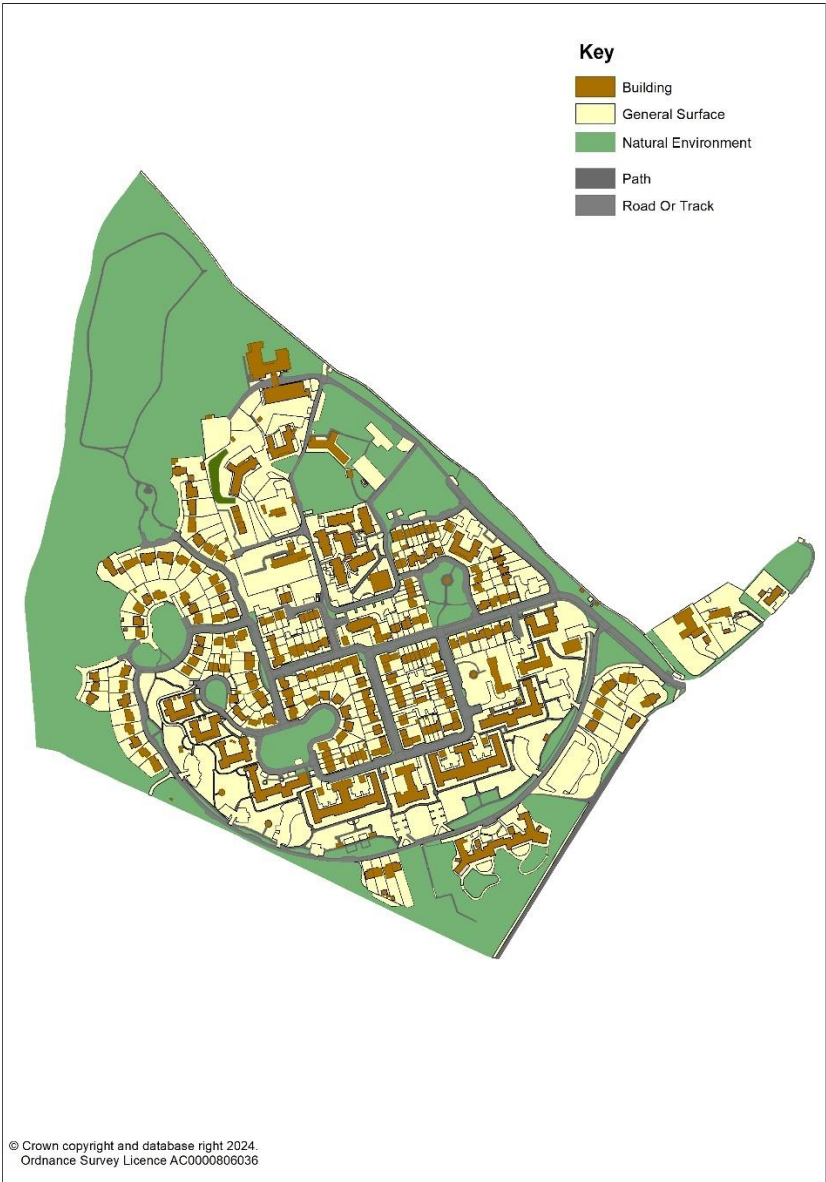 Key
Building
General Surface
Natural Environment
Path
Road Or Track
© Crown copyright and database right 2024.
Ordnance Survey Licence AC0000806036